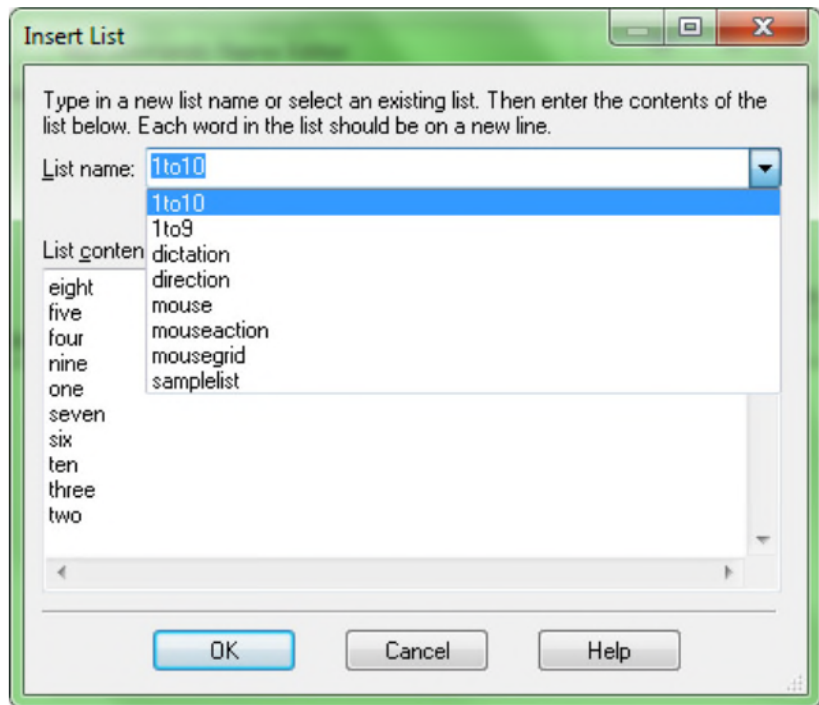 Insert List
Type in a new list name or select an existing list. Then enter the contents of the
list below. Each word in the list should be on a new line.
List name: 1to10
1to10
1to9
dictation
direction
mouse
mouseaction
mousegrid
samplelist
List conten
eight
five
four
nine
one
seven
six
ten
three
two
OK Cancel Help